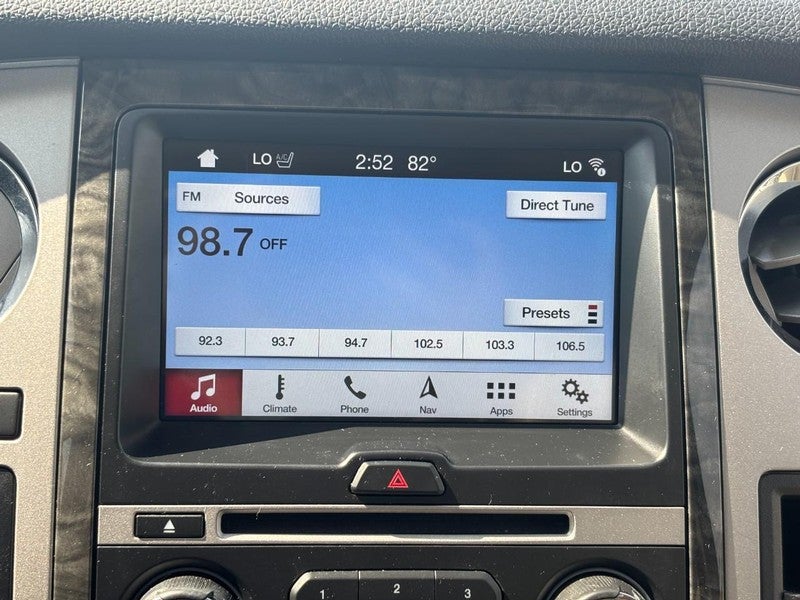 LO A/C 2:52 82° LO
FM Sources
Direct Tune
98.7 OFF
Presets
92.3 93.7 94.7 102.5 103.3 106.5
Audio Climate Phone Nav Apps Settings
1 2 3